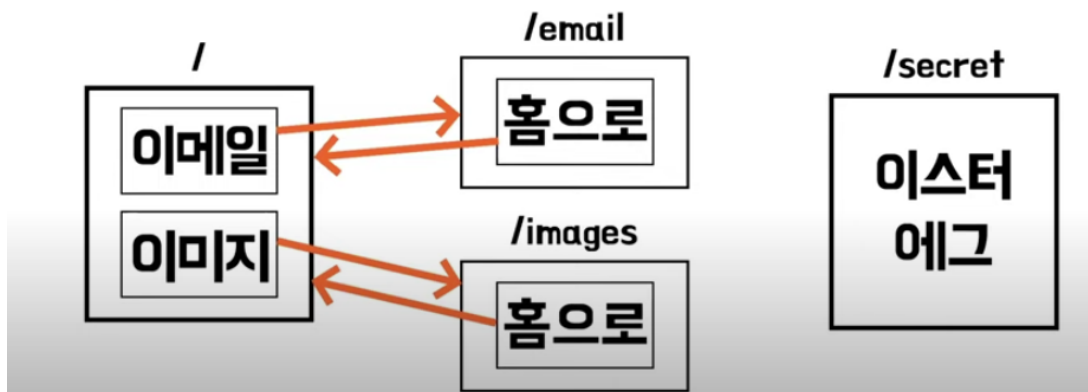 /
이메일
이미지
/email
홈으로
/images
홈으로
/secret
이스터
에그